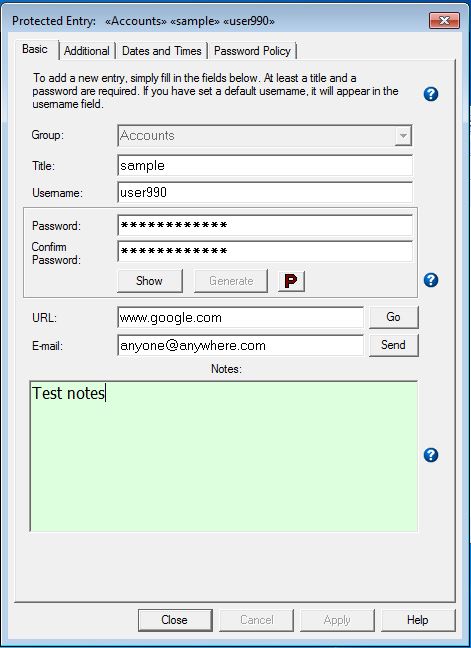 Protected Entry: «Accounts» «sample» «user990»
Basic Additional Dates and Times Password Policy
To add a new entry, simply fill in the fields below. At least a title and a
password are required. If you have set a default username, it will appear in the
username field.
Group: Accounts
Title: sample
Username: user990
Password: ************
Confirm
Password: ************
Show Generate P
URL: www.google.com Go
E-mail: anyone@anywhere.com Send
Notes:
Test notes
Close Cancel Apply Help